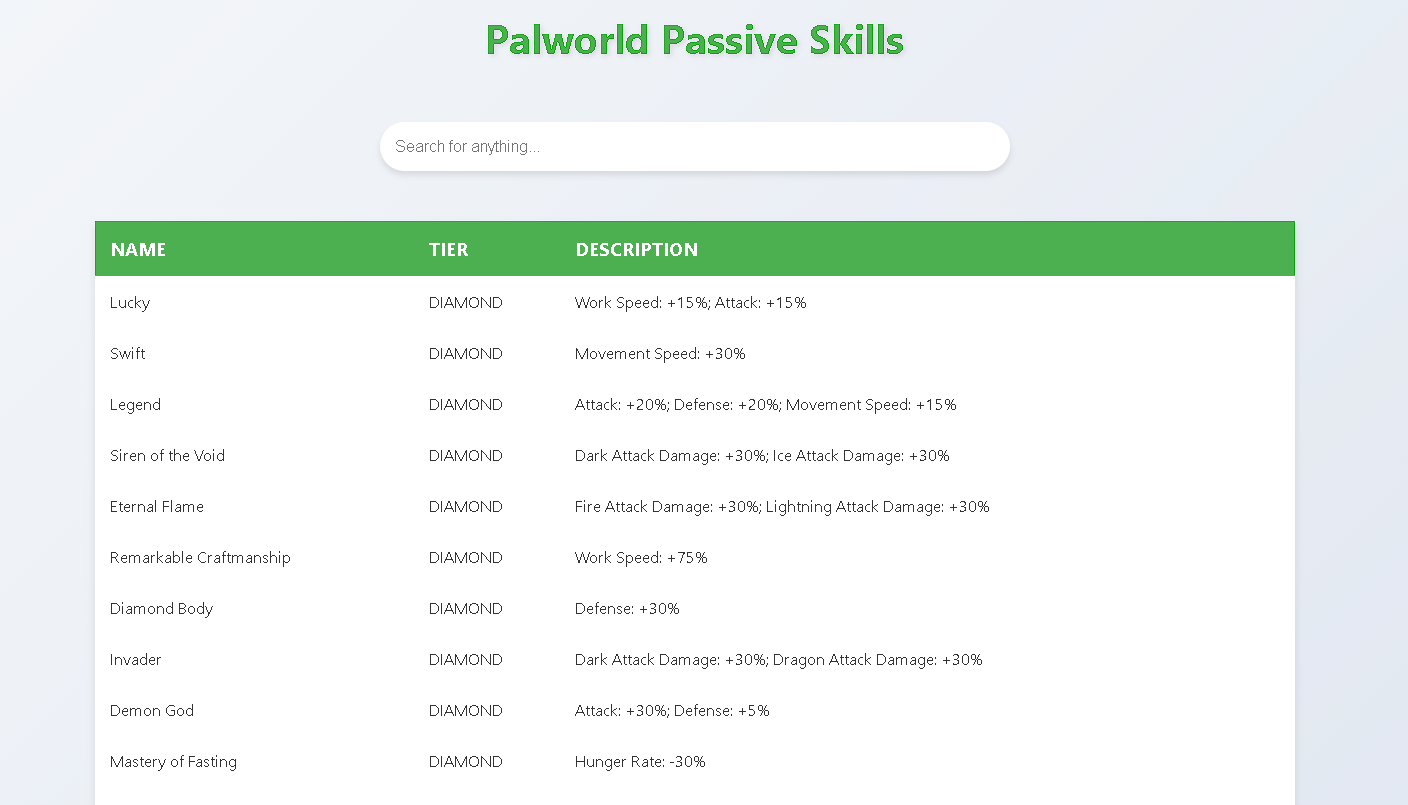 Palworld Passive Skills
Search for anything...
NAME TIER DESCRIPTION
Lucky DIAMOND Work Speed: +15%; Attack: +15%
Swift DIAMOND Movement Speed: +30%
Legend DIAMOND Attack: +20%; Defense: +20%; Movement Speed: +15%
Siren of the Void DIAMOND Dark Attack Damage: +30%; Ice Attack Damage: +30%
Eternal Flame DIAMOND Fire Attack Damage: +30%; Lightning Attack Damage: +30%
Remarkable Craftmanship DIAMOND Work Speed: +75%
Diamond Body DIAMOND Defense: +30%
Invader DIAMOND Dark Attack Damage: +30%; Dragon Attack Damage: +30%
Demon God DIAMOND Attack: +30%; Defense: +5%
Mastery of Fasting DIAMOND Hunger Rate: -30%